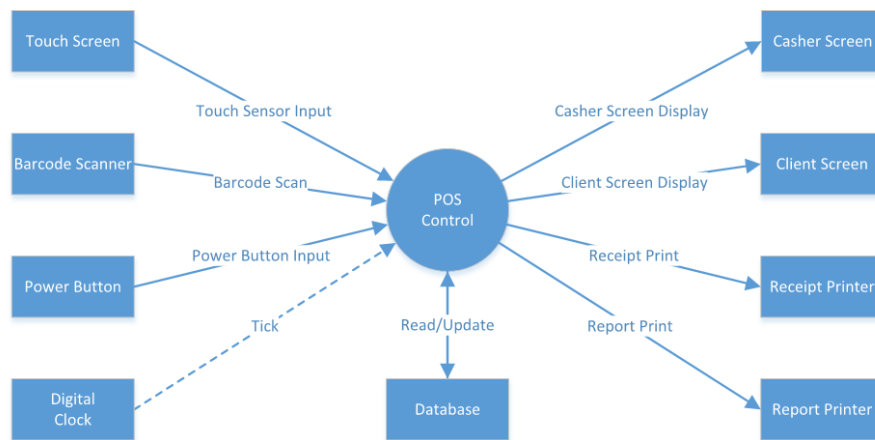 Touch Screen
Casher Screen
Touch Sensor Input
Casher Screen Display
Barcode Scanner
Barcode Scan
POS
Control
Client Screen Display
Client Screen
Power Button
Power Button Input
Receipt Print
Receipt Printer
Tick
Read/Update
Report Print
Digital
Clock
Database
Report Printer